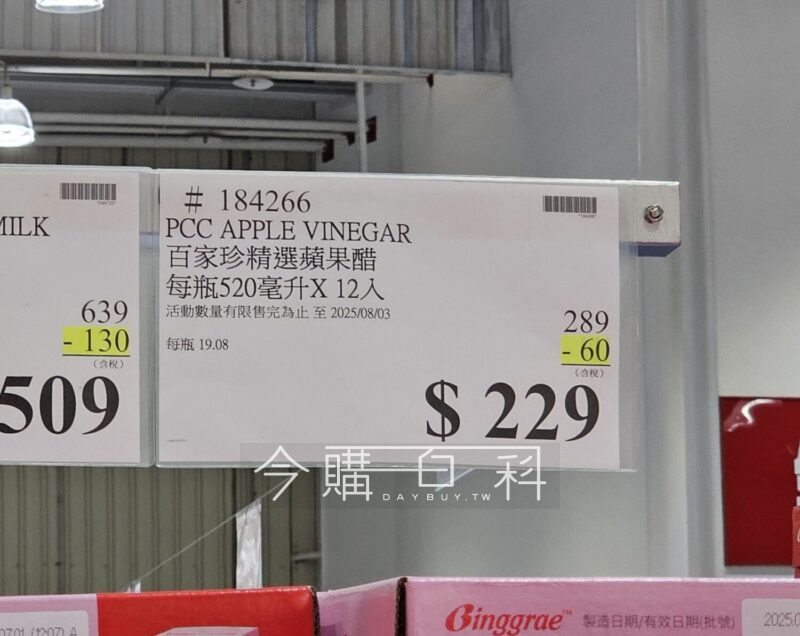 MILK
639
- 130
(含稅)
509
# 184266
PCC APPLE VINEGAR
百家珍精選蘋果醋
每瓶520毫升X 12入
活動數量有限售完為止 至 2025/08/03
每瓶 19.08
289
- 60
(含稅)
$ 229
今購百科
DAYBUY.TW
Binggrae™
製造日期/有效日期(批號)